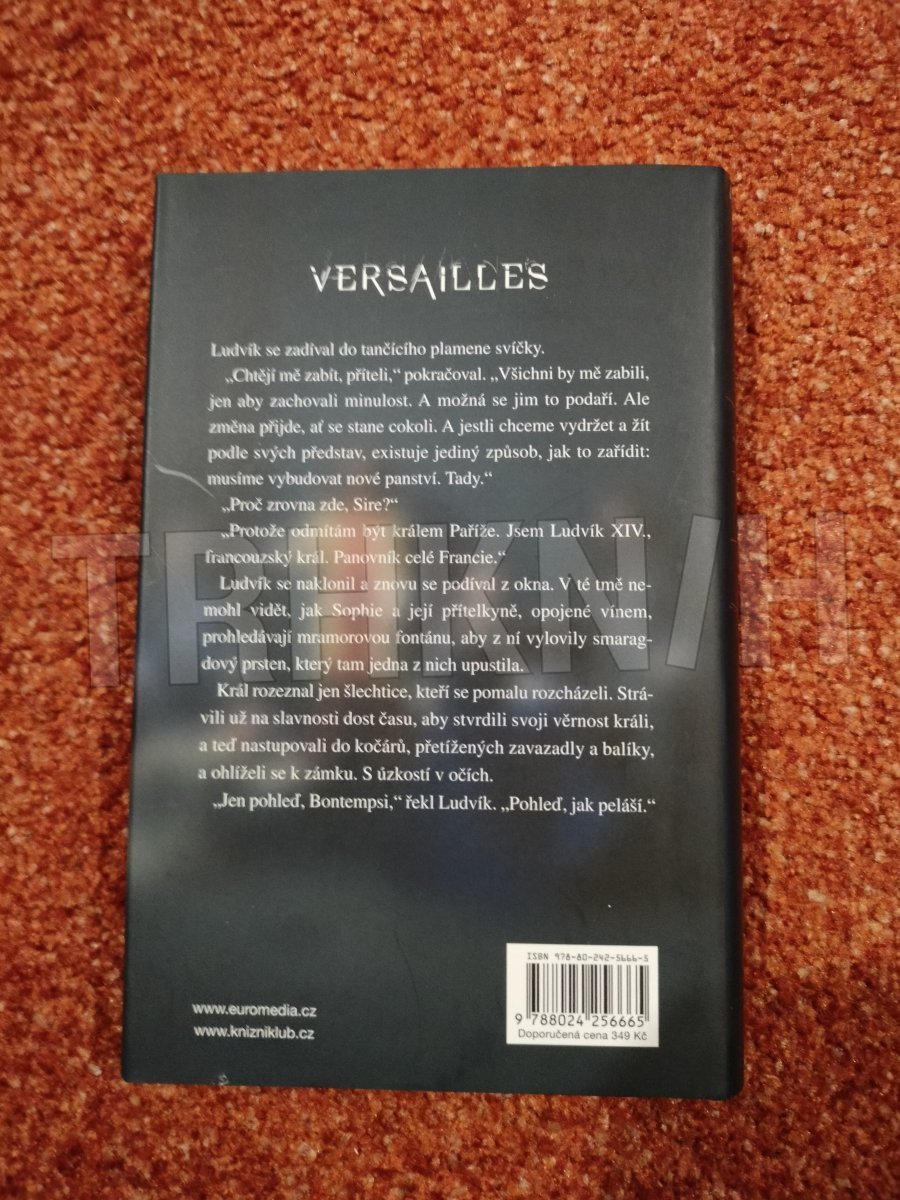 VERSAILLES
Ludvík se zadíval do tančícího plamene svíčky.
„Chtějí mě zabít, příteli,“ pokračoval. „Všichni by mě zabili,
jen aby zachovali minulost. A možná se jim to podaří. Ale
změna přijde, ať se stane cokoli. A jestli chceme vydržet a žít
podle svých představ, existuje jediný způsob, jak to zařídit:
musíme vybudovat nové panství. Tady.“
„Proč zrovna zde, Sire?“
„Protože odmítám být králem Paříže. Jsem Ludvík XIV.,
francouzský král. Panovník celé Francie.“
Ludvík se naklonil a znovu se podíval z okna. V té tmě ne-
mohl vidět, jak Sophie a její přítelkyně, opojené vínem,
prohledávají mramorovou fontánu, aby z ní vylovily smarag-
dový prsten, který tam jedna z nich upustila.
Král rozeznal jen šlechtice, kteří se pomalu rozcházeli. Strá-
vili už na slavnosti dost času, aby stvrdili svoji věrnost králi,
a teď nastupovali do kočárů, přetížených zavazadly a balíky,
a ohlíželi se k zámku. S úzkostí v očích.
„Jen pohleď, Bontempsi,“ řekl Ludvík. „Pohleď, jak peláší.“
TRHKN/H
www.euromedia.cz
www.knizniklub.cz
ISBN 978-80-242-5666-5
9 788024 256665
Doporučená cena 349 Kč